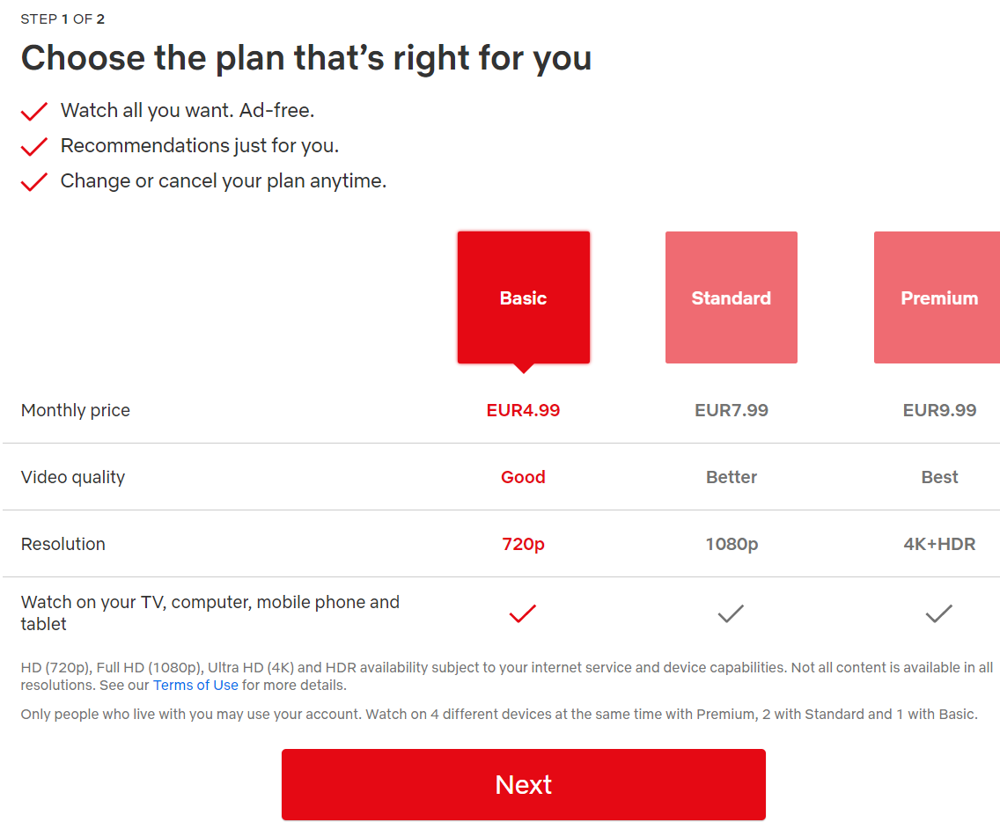 STEP 1 OF 2
Choose the plan that’s right for you
Watch all you want. Ad-free.
Recommendations just for you.
Change or cancel your plan anytime.
Basic Standard Premium
Monthly price EUR4.99 EUR7.99 EUR9.99
Video quality Good Better Best
Resolution 720p 1080p 4K+HDR
Watch on your TV, computer, mobile phone and
tablet
HD (720p), Full HD (1080p), Ultra HD (4K) and HDR availability subject to your internet service and device capabilities. Not all content is available in all
resolutions. See our Terms of Use for more details.
Only people who live with you may use your account. Watch on 4 different devices at the same time with Premium, 2 with Standard and 1 with Basic.
Next